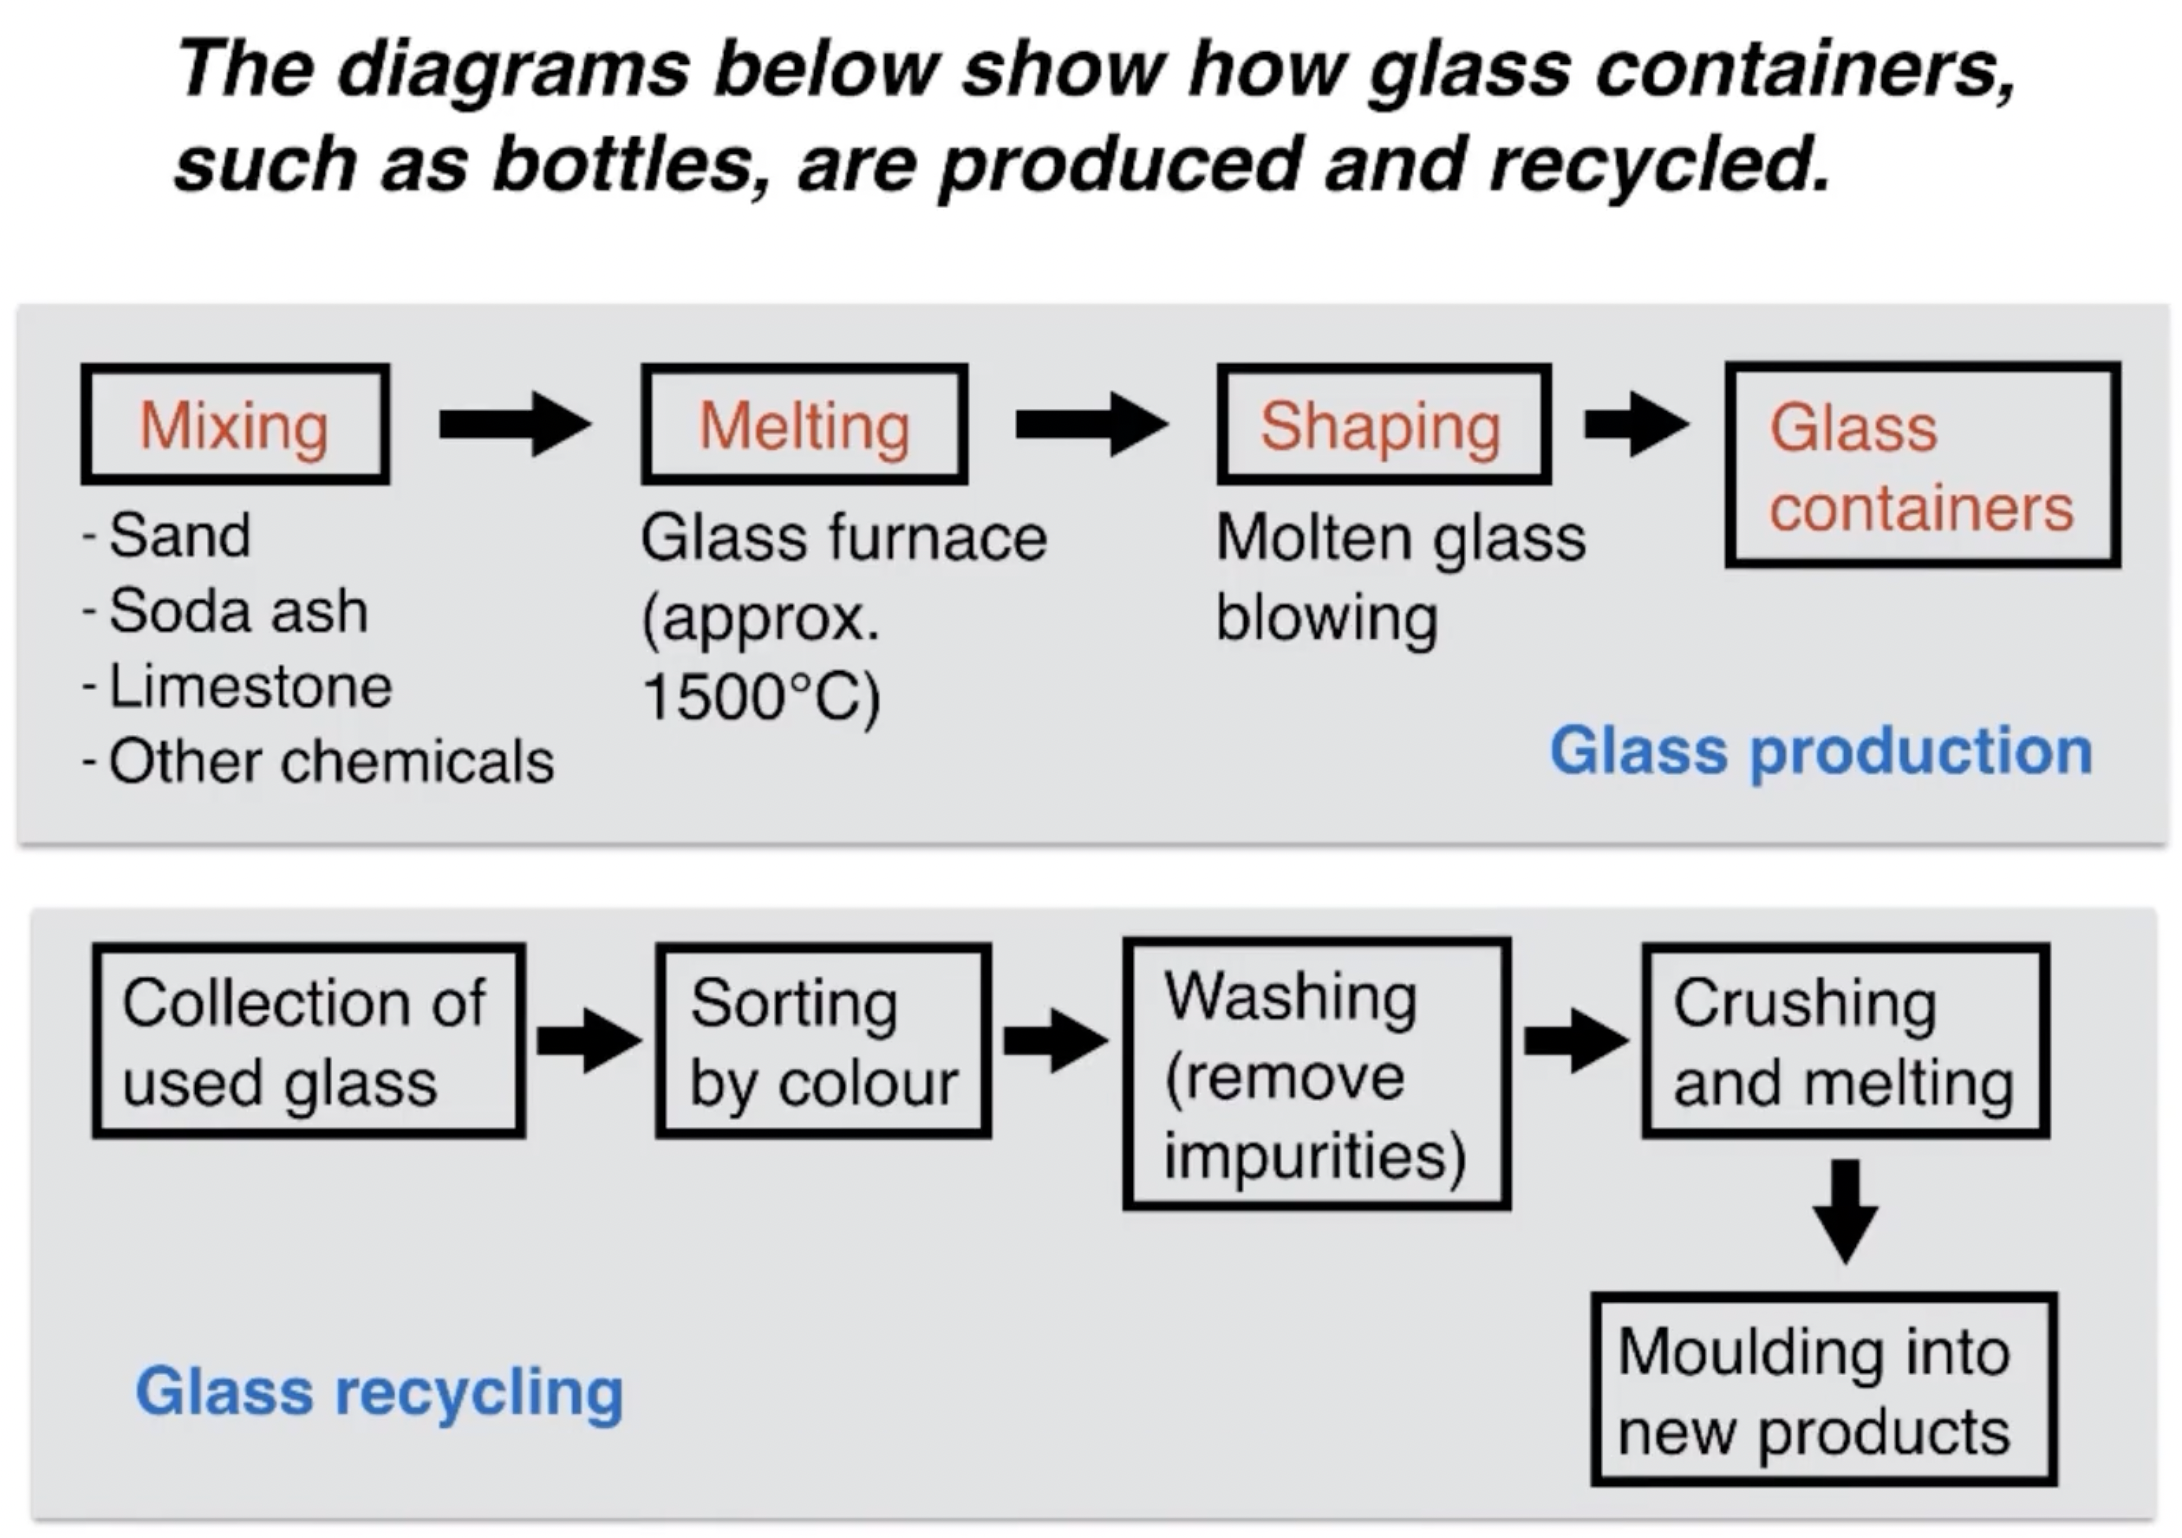 The diagrams below show how glass containers,
such as bottles, are produced and recycled.
Mixing
- Sand
- Soda ash
- Limestone
- Other chemicals
Melting
Glass furnace
(approx.
1500°C)
Shaping
Molten glass
blowing
Glass
containers
Glass production
Collection of
used glass
Sorting
by colour
Washing
(remove
impurities)
Crushing
and melting
Moulding into
new products
Glass recycling